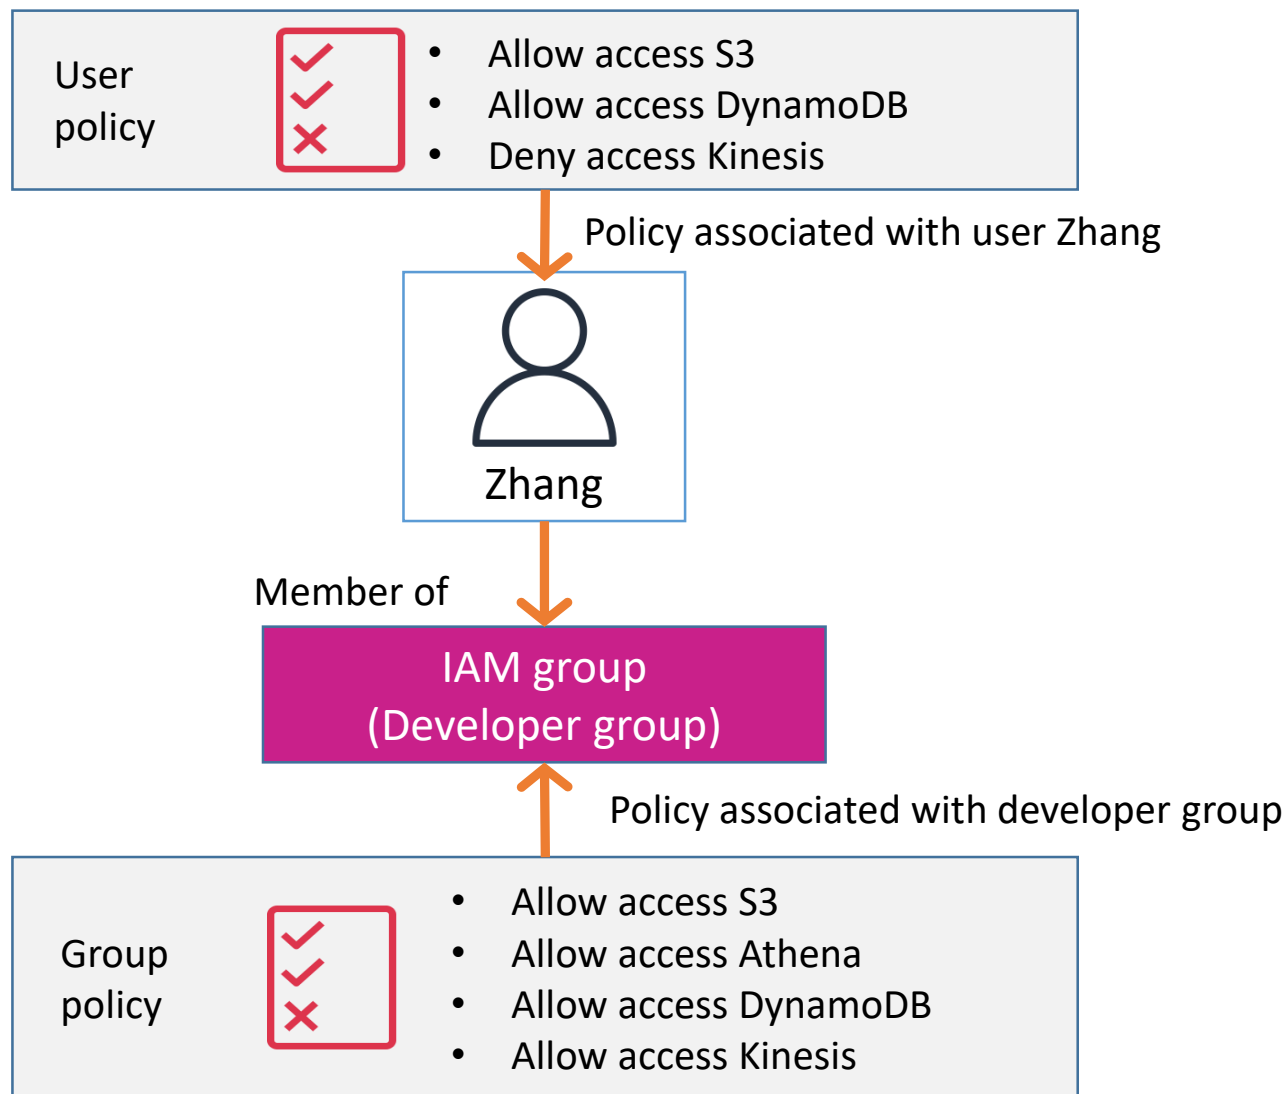 User
policy
• Allow access S3
• Allow access DynamoDB
• Deny access Kinesis
Policy associated with user Zhang
Zhang
Member of
IAM group
(Developer group)
Policy associated with developer group
Group
policy
• Allow access S3
• Allow access Athena
• Allow access DynamoDB
• Allow access Kinesis